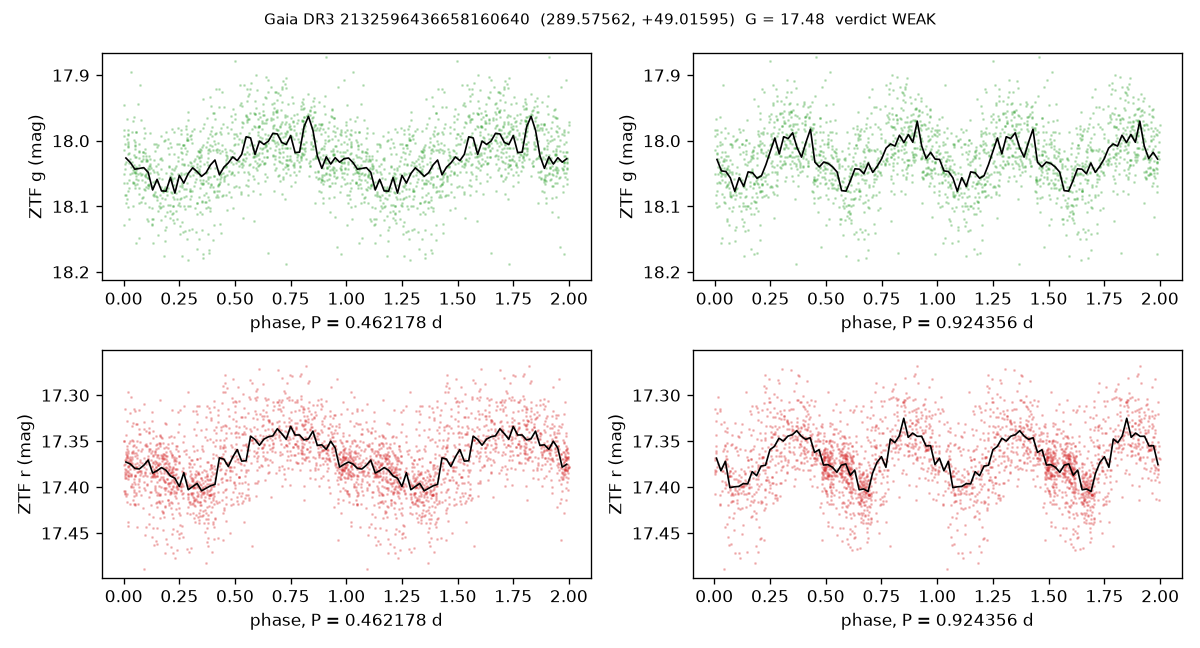 Gaia DR3 2132596436658160640 (289.57562, +49.01595) G = 17.48 verdict WEAK
ZTF g (mag)
17.9
18.0
18.1
18.2
0.00 0.25 0.50 0.75 1.00 1.25 1.50 1.75 2.00
phase, P = 0.462178 d
ZTF g (mag)
17.9
18.0
18.1
18.2
0.00 0.25 0.50 0.75 1.00 1.25 1.50 1.75 2.00
phase, P = 0.924356 d
ZTF r (mag)
17.30
17.35
17.40
17.45
0.00 0.25 0.50 0.75 1.00 1.25 1.50 1.75 2.00
phase, P = 0.462178 d
ZTF r (mag)
17.30
17.35
17.40
17.45
0.00 0.25 0.50 0.75 1.00 1.25 1.50 1.75 2.00
phase, P = 0.924356 d